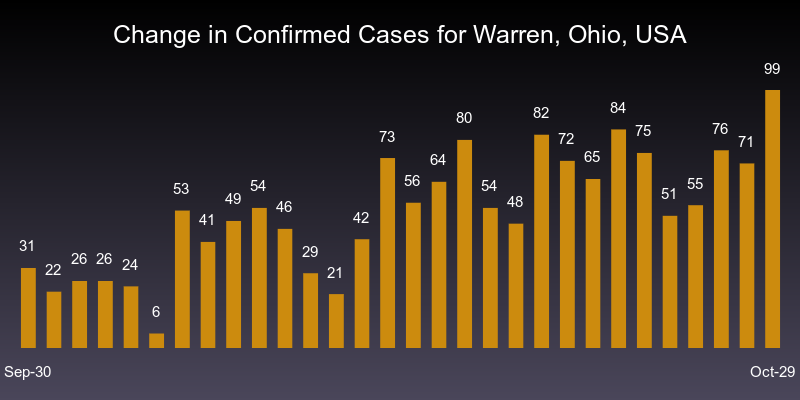 Change in Confirmed Cases for Warren, Ohio, USA
31 22 26 26 24 6 53 41 49 54 46 29 21 42 73 56 64 80 54 48 82 72 65 84 75 51 55 76 71 99
Sep-30 Oct-29